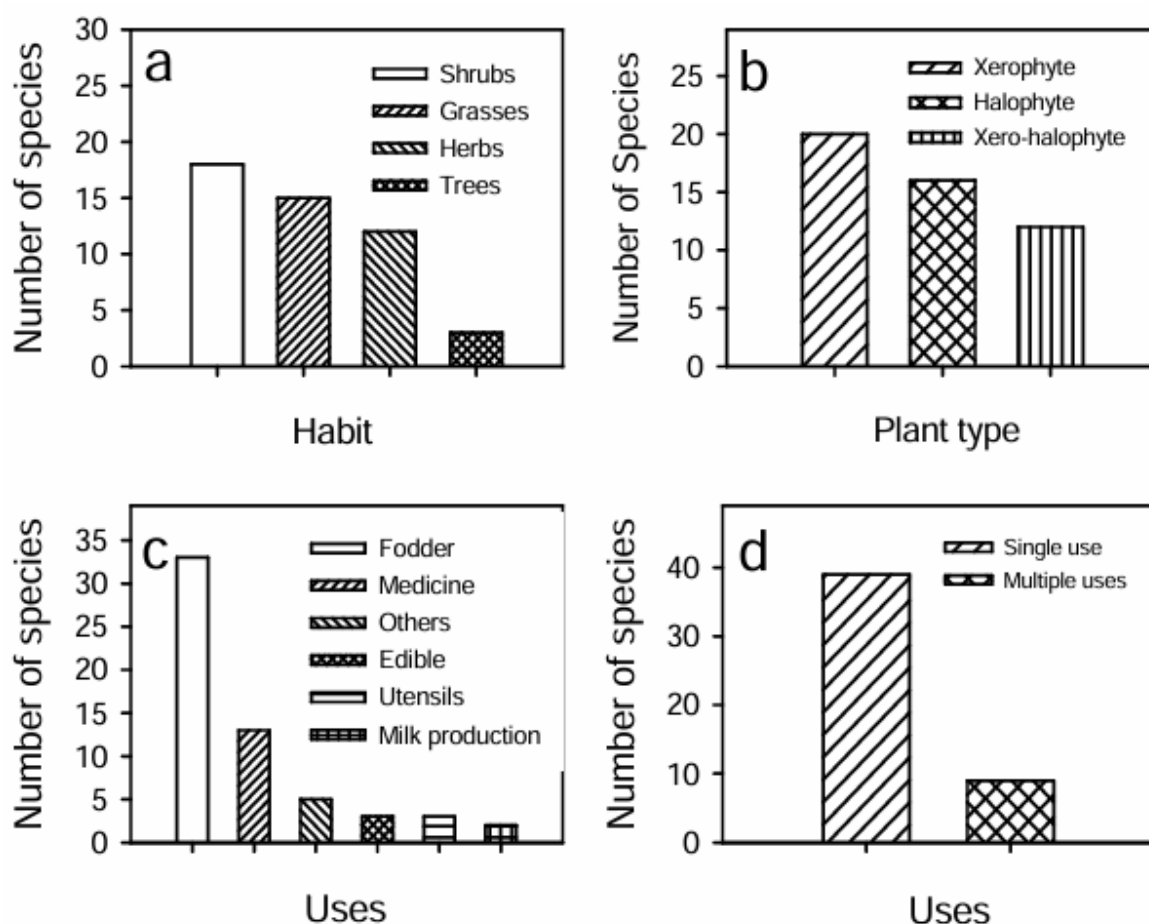 a
Number of species
30
25
20
15
10
5
0
Shrubs
Grasses
Herbs
Trees
Habit
b
Number of Species
25
20
15
10
5
0
Xerophyte
Halophyte
Xero-halophyte
Plant type
c
Number of species
35
30
25
20
15
10
5
0
Fodder
Medicine
Others
Edible
Utensils
Milk production
Uses
d
Number of species
40
30
20
10
0
Single use
Multiple uses
Uses